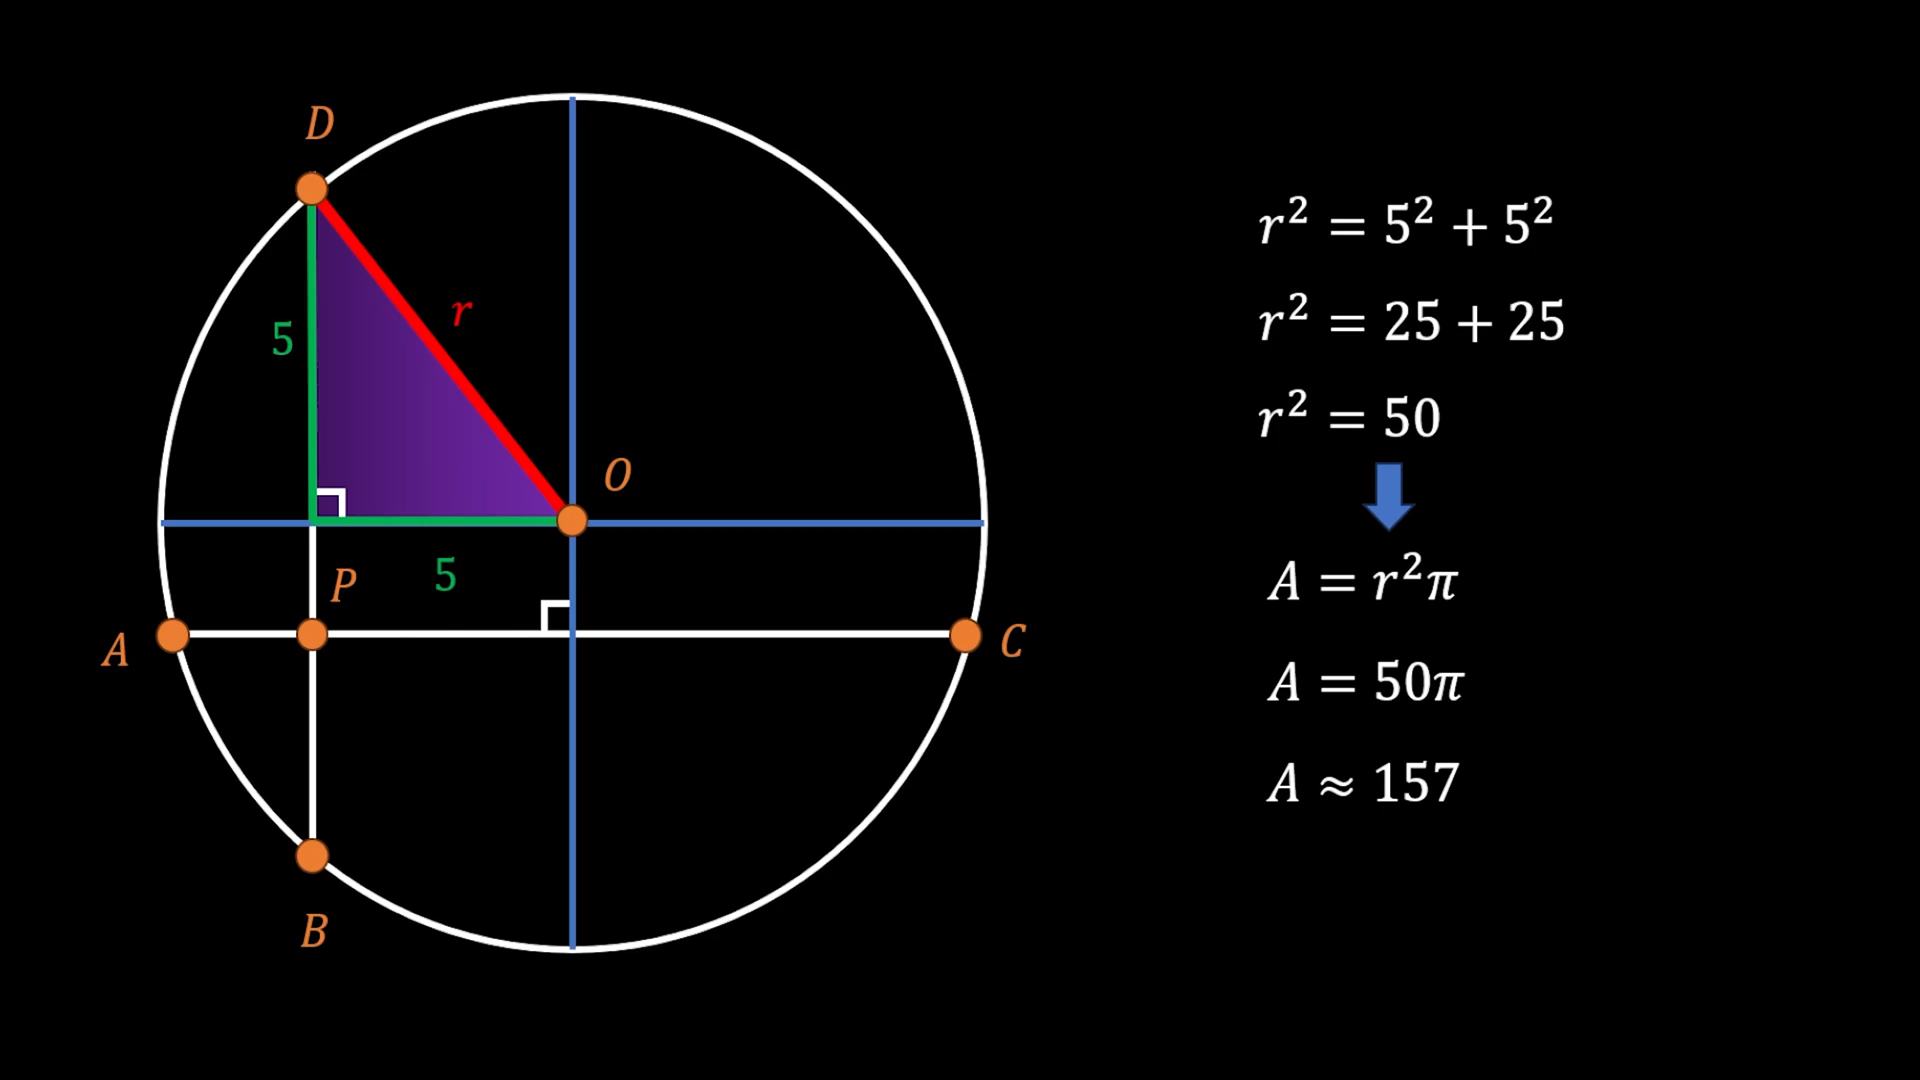 D
r
5
O
5
P
A
C
B
r² = 5² + 5²
r² = 25 + 25
r² = 50
A = r²π
A = 50π
A ≈ 157